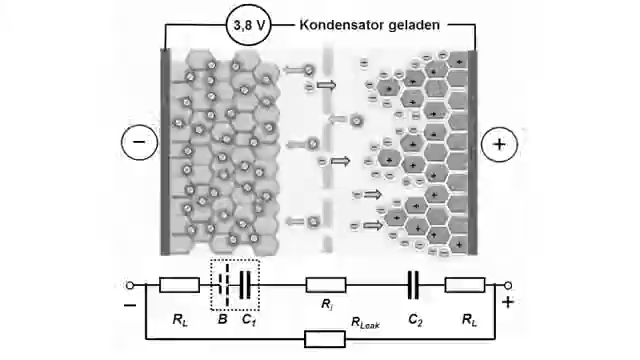 3,8 V
Kondensator geladen
−
+
−
+
R_L
B
C_1
R_i
R_Leak
C_2
R_L